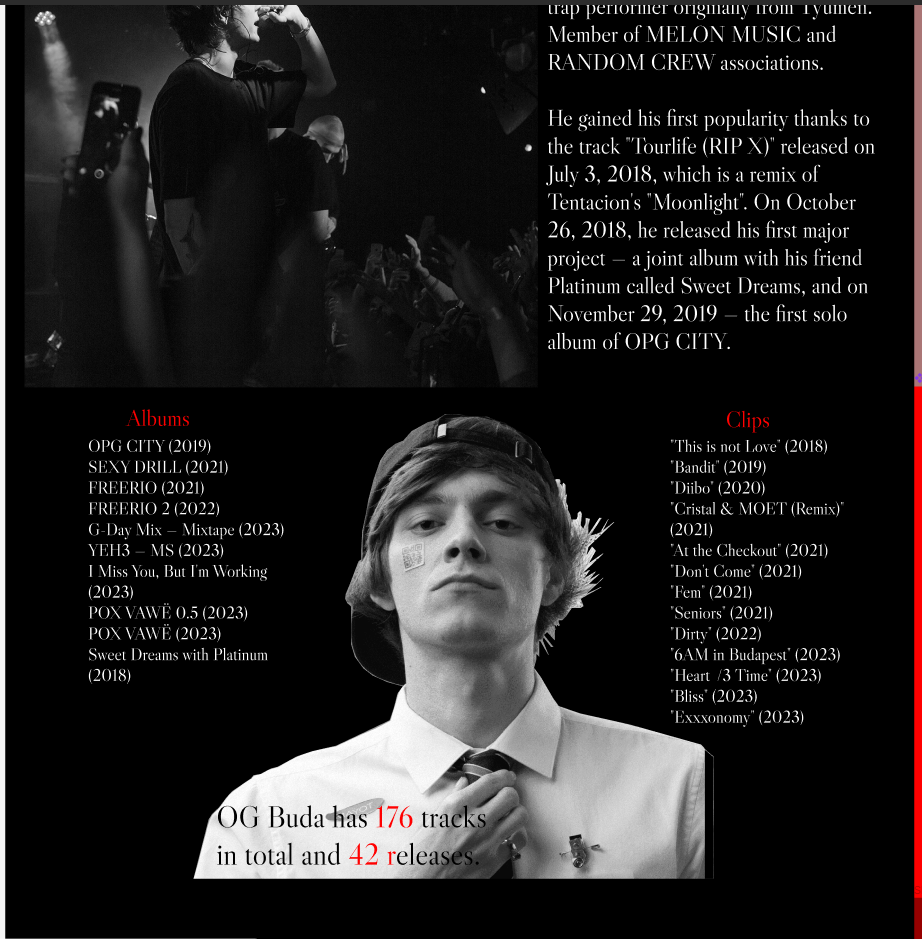 trap performer originally from Tyumen.
Member of MELON MUSIC and
RANDOM CREW associations.
He gained his first popularity thanks to
the track "Tourlife (RIP X)" released on
July 3, 2018, which is a remix of
Tentacion's "Moonlight". On October
26, 2018, he released his first major
project — a joint album with his friend
Platinum called Sweet Dreams, and on
November 29, 2019 — the first solo
album of OPG CITY.
Albums
OPG CITY (2019)
SEXY DRILL (2021)
FREERIO (2021)
FREERIO 2 (2022)
G-Day Mix — Mixtape (2023)
YEH3 — MS (2023)
I Miss You, But I'm Working
(2023)
POX VAWË 0.5 (2023)
POX VAWË (2023)
Sweet Dreams with Platinum
(2018)
Clips
"This is not Love" (2018)
"Bandit" (2019)
"Diibo" (2020)
"Cristal & MOET (Remix)"
(2021)
"At the Checkout" (2021)
"Don't Come" (2021)
"Fem" (2021)
"Seniors" (2021)
"Dirty" (2022)
"6AM in Budapest" (2023)
"Heart /3 Time" (2023)
"Bliss" (2023)
"Exxxonomy" (2023)
OG Buda has 176 tracks
in total and 42 releases.